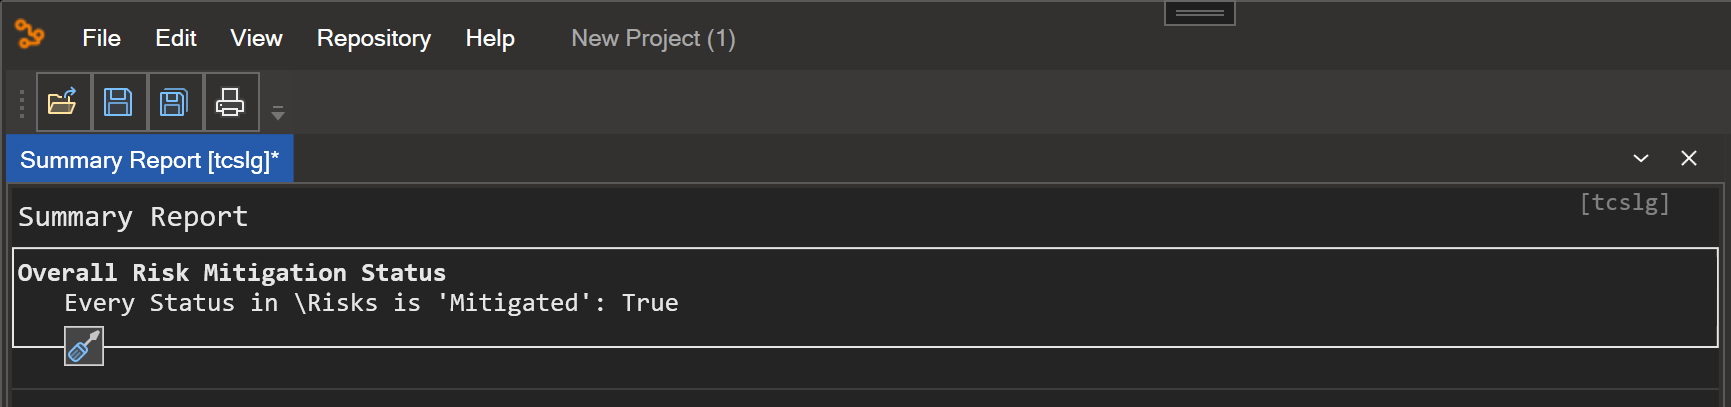 File Edit View Repository Help New Project (1)
Summary Report [tcslg]*
Summary Report [tcslg]
Overall Risk Mitigation Status
Every Status in \Risks is 'Mitigated': True